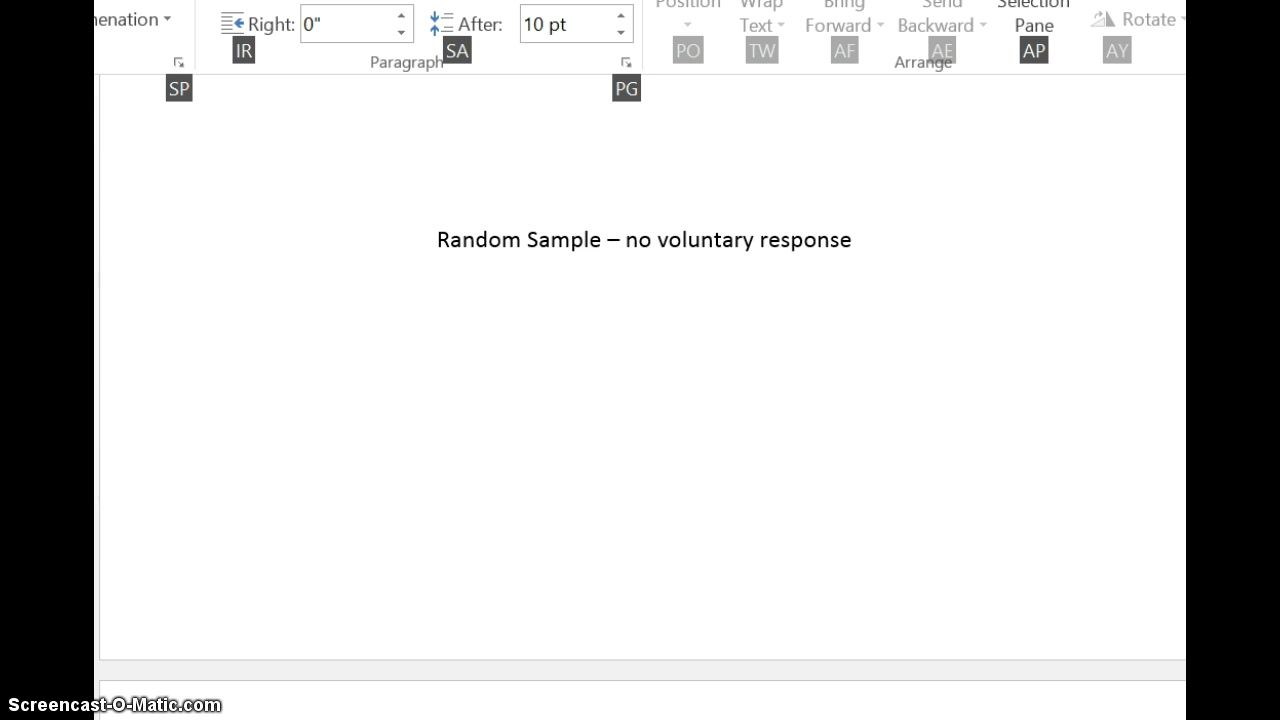 henation
Right: 0"
After: 10 pt
Position
Wrap Text
Bring Forward
Send Backward
Selection Pane
Rotate
IR
SA
PO
TW
AF
AE
AP
AY
Paragraph
Arrange
SP
PG
Random Sample – no voluntary response
Screencast-O-Matic.com